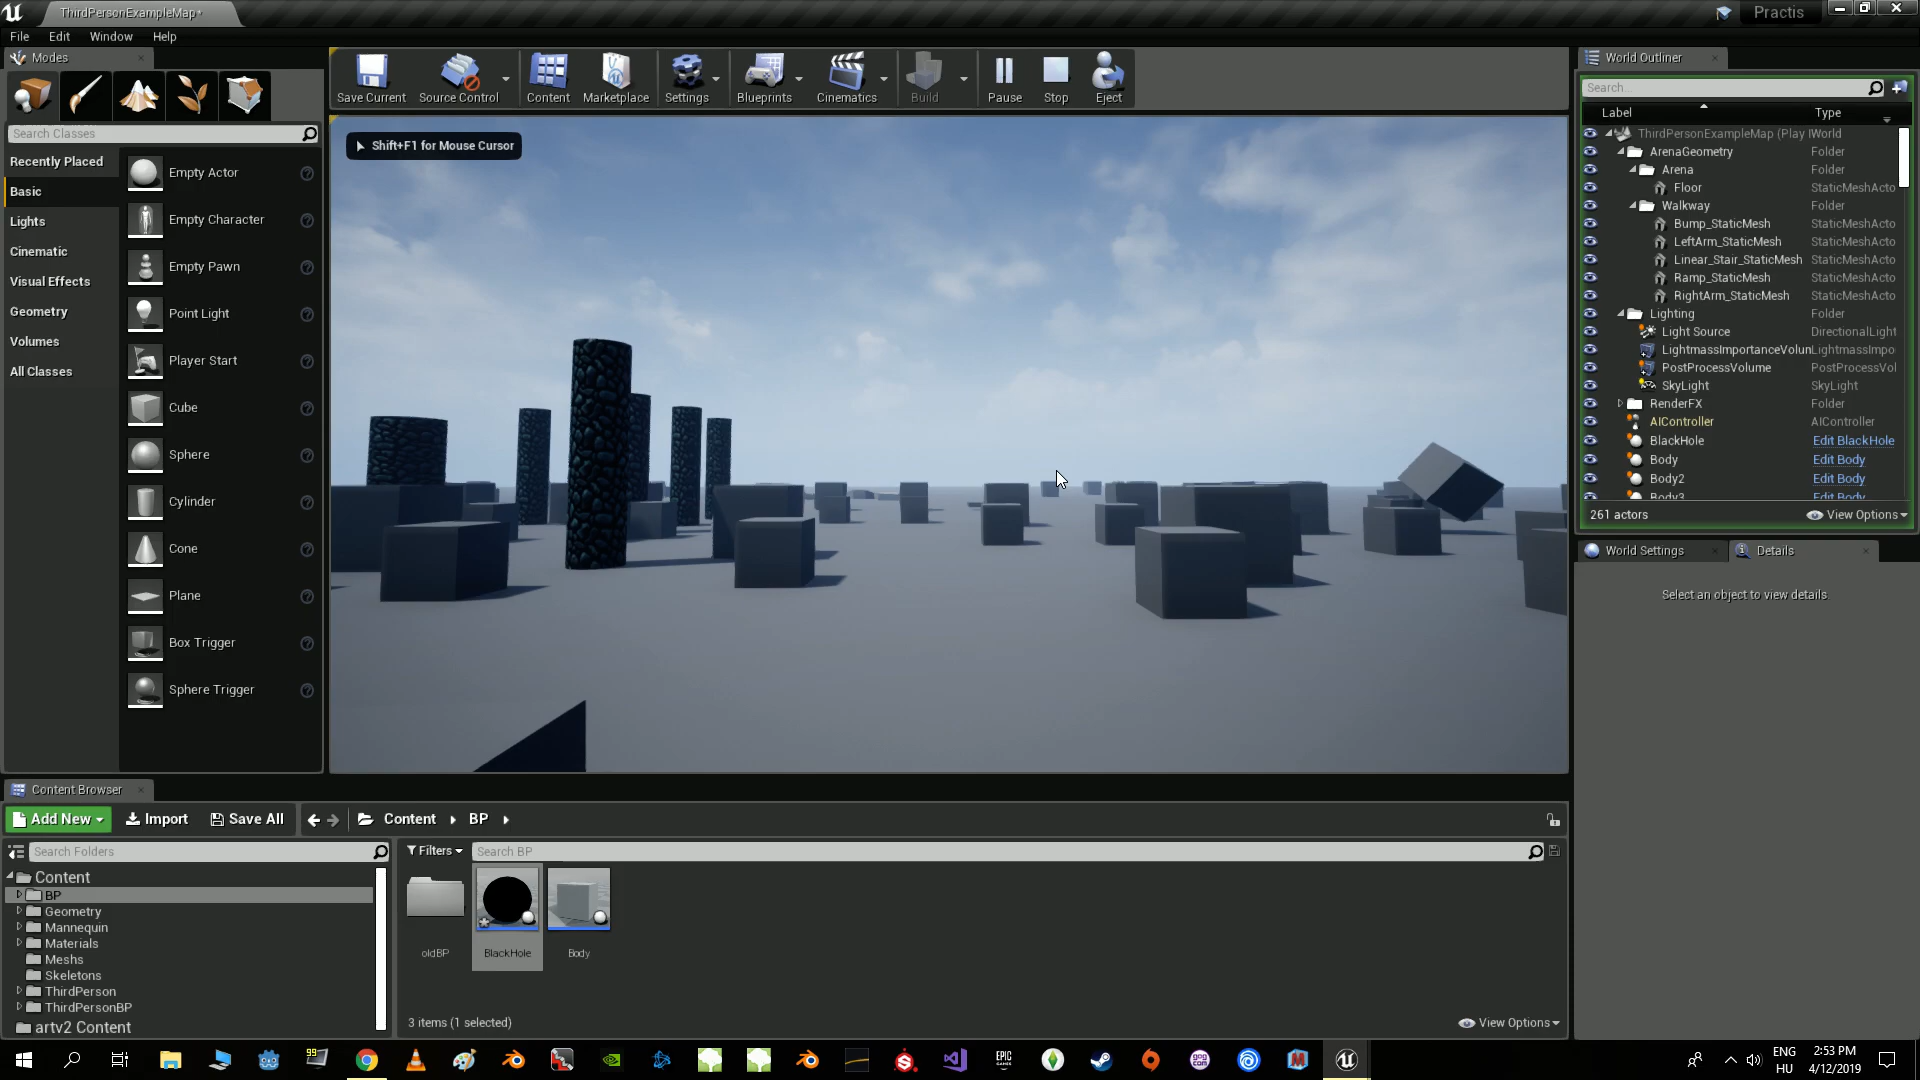 ThirdPersonExampleMap*
Practis
File Edit Window Help
Modes
Search Classes
Recently Placed
Basic
Lights
Cinematic
Visual Effects
Geometry
Volumes
All Classes
Empty Actor
Empty Character
Empty Pawn
Point Light
Player Start
Cube
Sphere
Cylinder
Cone
Plane
Box Trigger
Sphere Trigger
Save Current
Source Control
Content
Marketplace
Settings
Blueprints
Cinematics
Build
Pause
Stop
Eject
Shift+F1 for Mouse Cursor
World Outliner
Search...
Label Type
ThirdPersonExampleMap (Play I World
ArenaGeometry Folder
Arena Folder
Floor StaticMeshActo
Walkway Folder
Bump_StaticMesh StaticMeshActo
LeftArm_StaticMesh StaticMeshActo
Linear_Stair_StaticMesh StaticMeshActo
Ramp_StaticMesh StaticMeshActo
RightArm_StaticMesh StaticMeshActo
Lighting Folder
Light Source DirectionalLight
LightmassImportanceVolun LightmassImpo
PostProcessVolume PostProcessVol
SkyLight SkyLight
RenderFX Folder
AIController AIController
BlackHole Edit BlackHole
Body Edit Body
Body2 Edit Body
Body3 Edit Body
261 actors View Options
World Settings
Details
Select an object to view details.
Content Browser
Add New Import Save All Content BP
Search Folders
Content
BP
Geometry
Mannequin
Materials
Meshs
Skeletons
ThirdPerson
ThirdPersonBP
artv2 Content
Filters Search BP
oldBP
BlackHole
Body
3 items (1 selected)
View Options
99
EPIC
GAMES
GOG
COM
ENG
HU
2:53 PM
4/12/2019